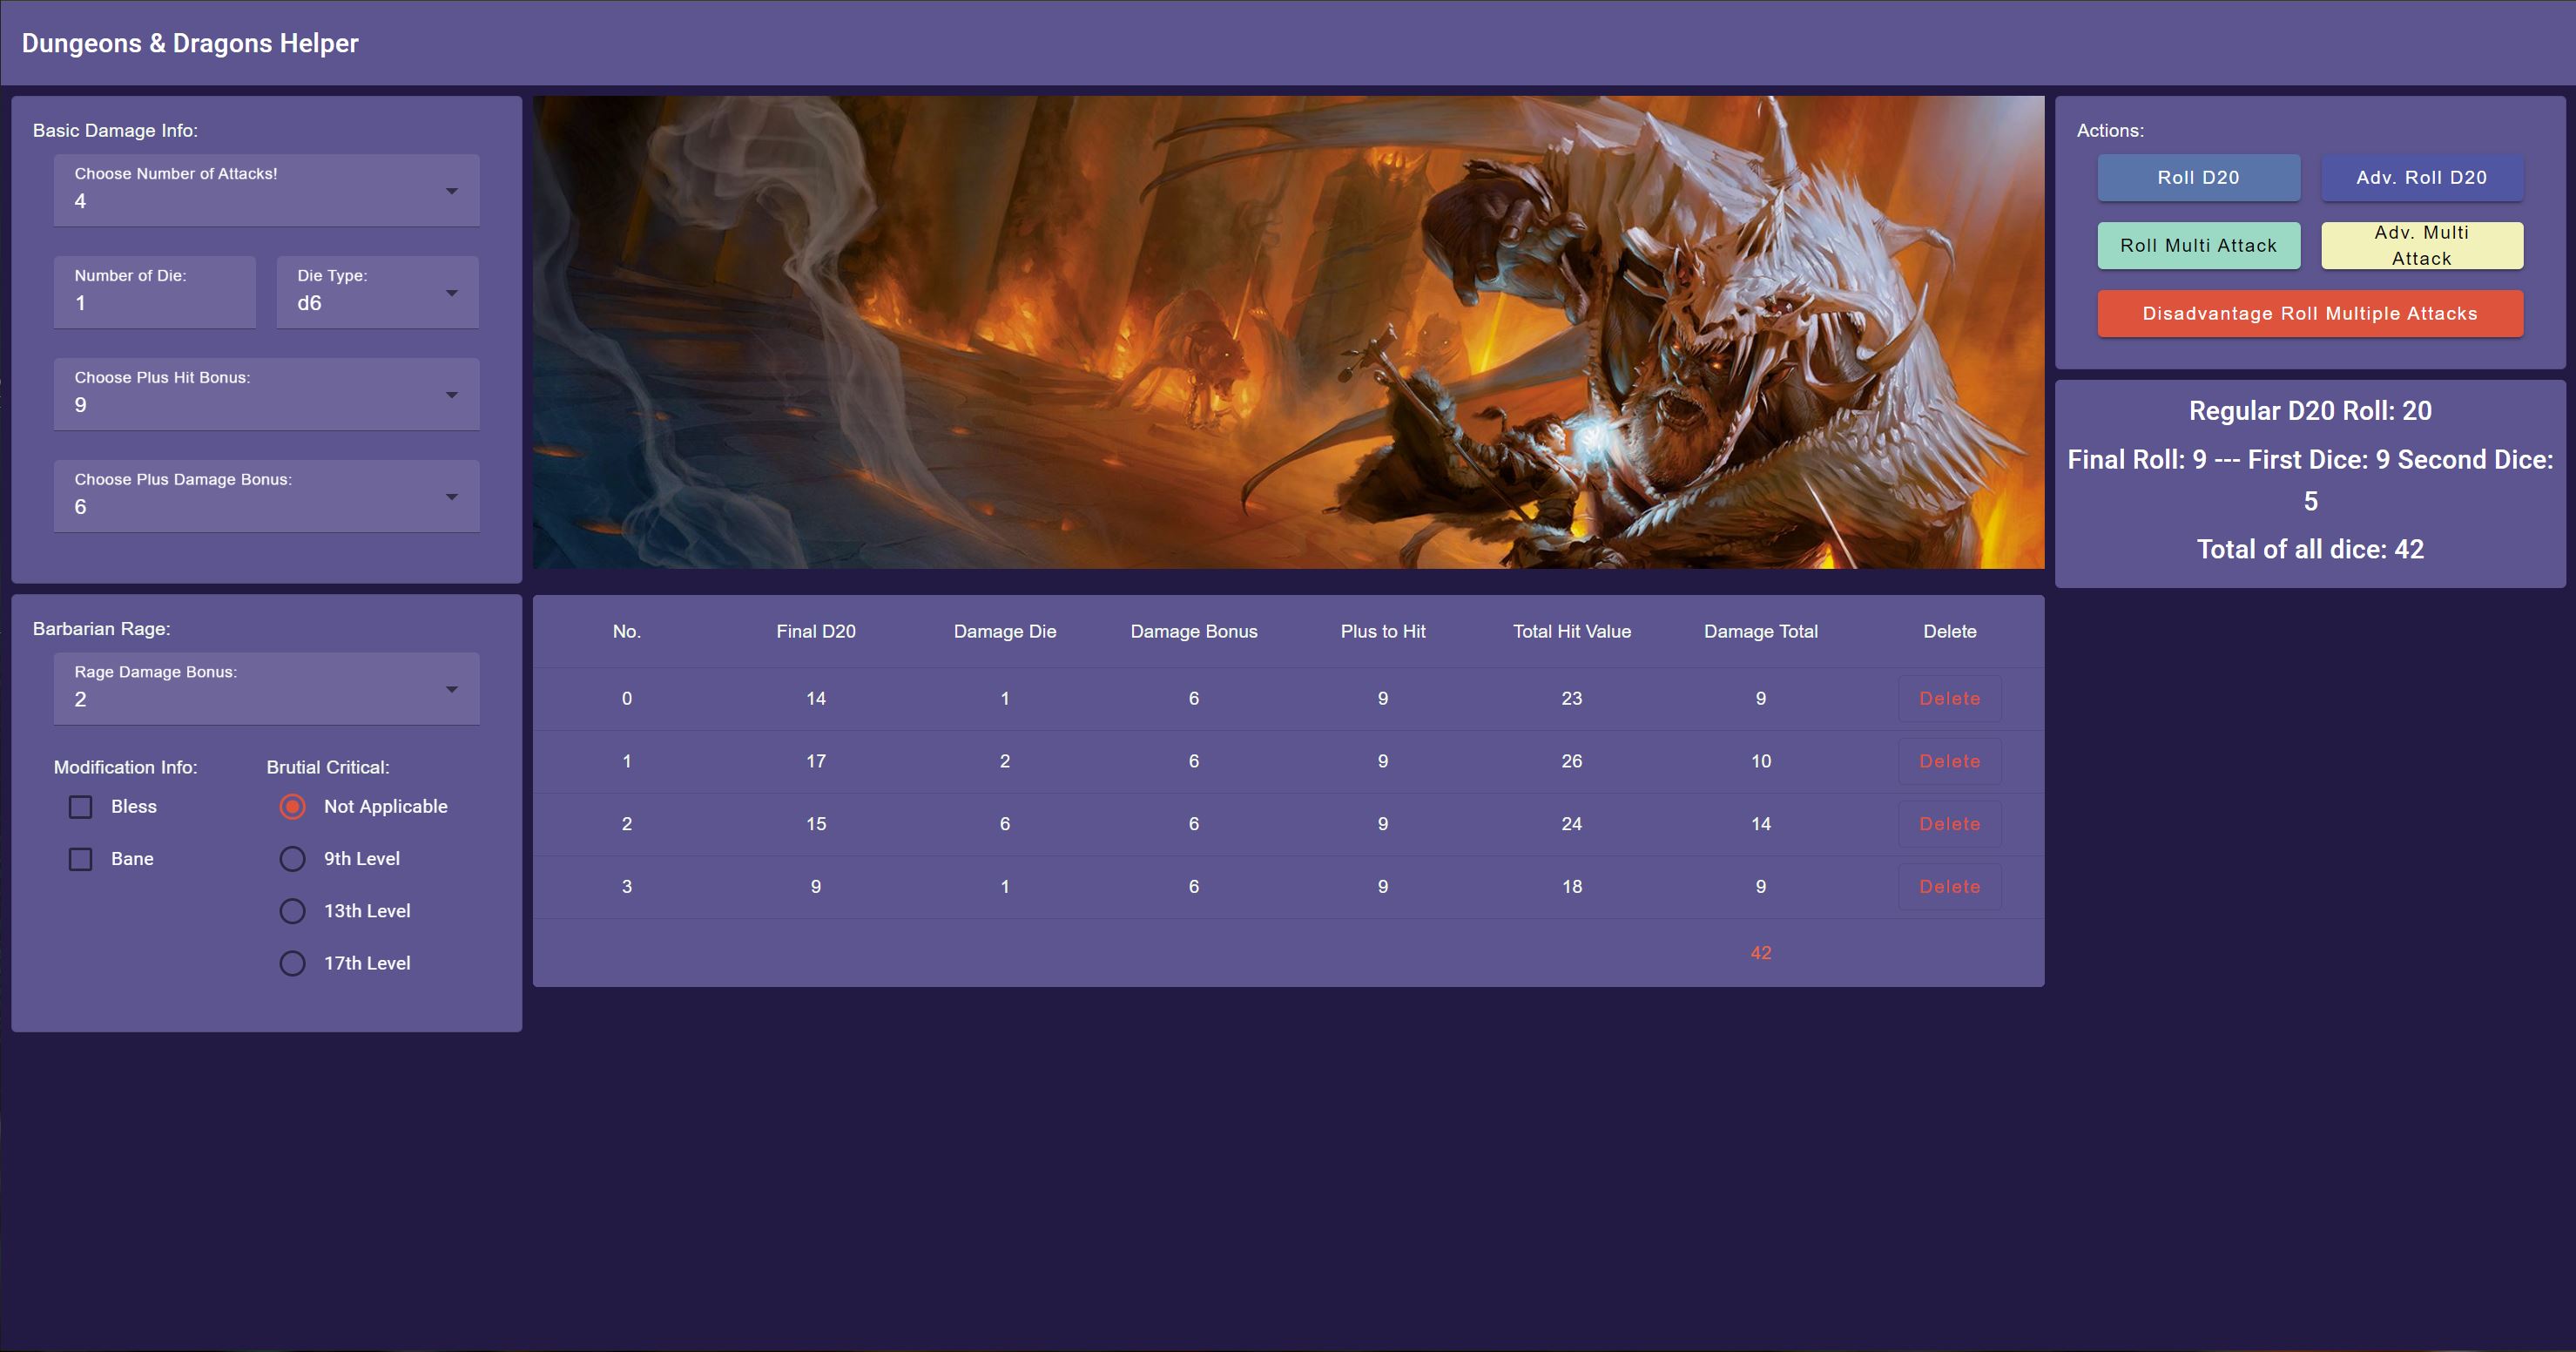 Dungeons & Dragons Helper
Basic Damage Info:
Choose Number of Attacks!
4
Number of Die:
1
Die Type:
d6
Choose Plus Hit Bonus:
9
Choose Plus Damage Bonus:
6
Barbarian Rage:
Rage Damage Bonus:
2
Modification Info:
Bless
Bane
Brutial Critical:
Not Applicable
9th Level
13th Level
17th Level
No. Final D20 Damage Die Damage Bonus Plus to Hit Total Hit Value Damage Total Delete
0 14 1 6 9 23 9 Delete
1 17 2 6 9 26 10 Delete
2 15 6 6 9 24 14 Delete
3 9 1 6 9 18 9 Delete
42
Actions:
Roll D20
Adv. Roll D20
Roll Multi Attack
Adv. Multi
Attack
Disadvantage Roll Multiple Attacks
Regular D20 Roll: 20
Final Roll: 9 --- First Dice: 9 Second Dice:
5
Total of all dice: 42